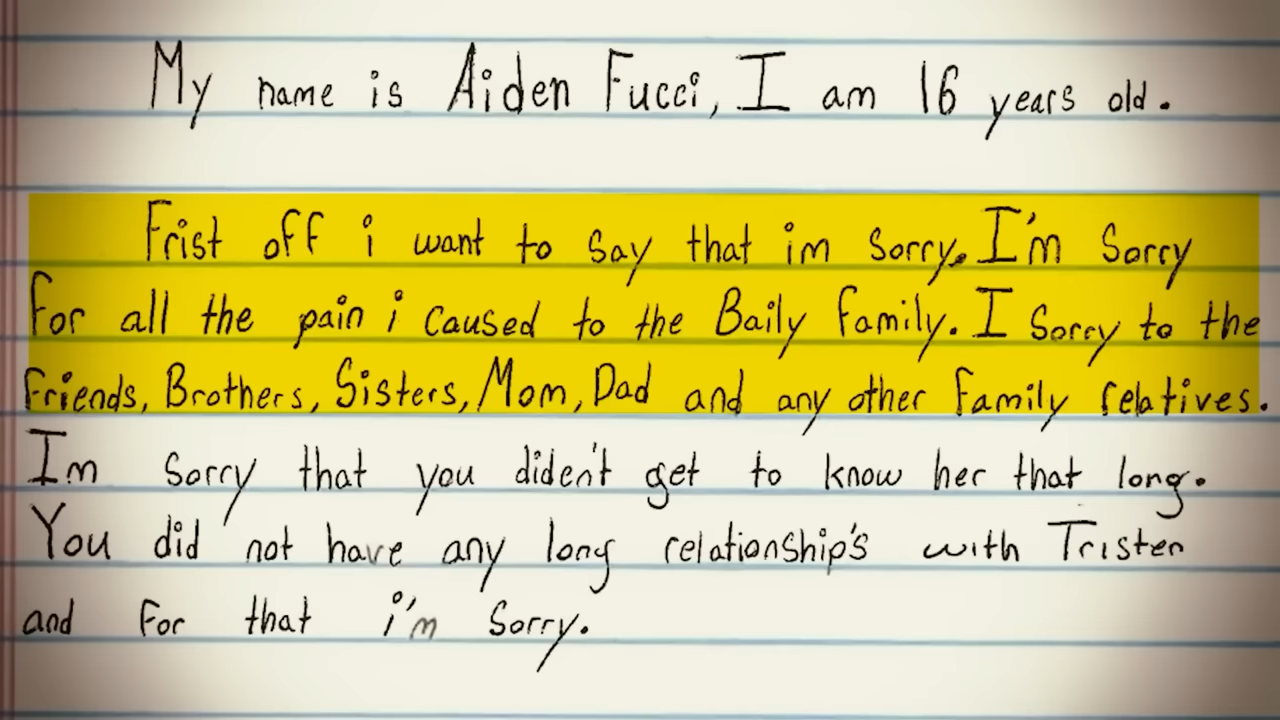 My name is Aiden Fucci, I am 16 years old.
Frist off i want to say that im sorry. I'm sorry
for all the pain i caused to the Baily family. I sorry to the
friends, Brothers, Sisters, Mom, Dad and any other family relatives.
Im sorry that you diden't get to know her that long.
You did not have any long relationship's with Tristen
and for that i'm sorry.